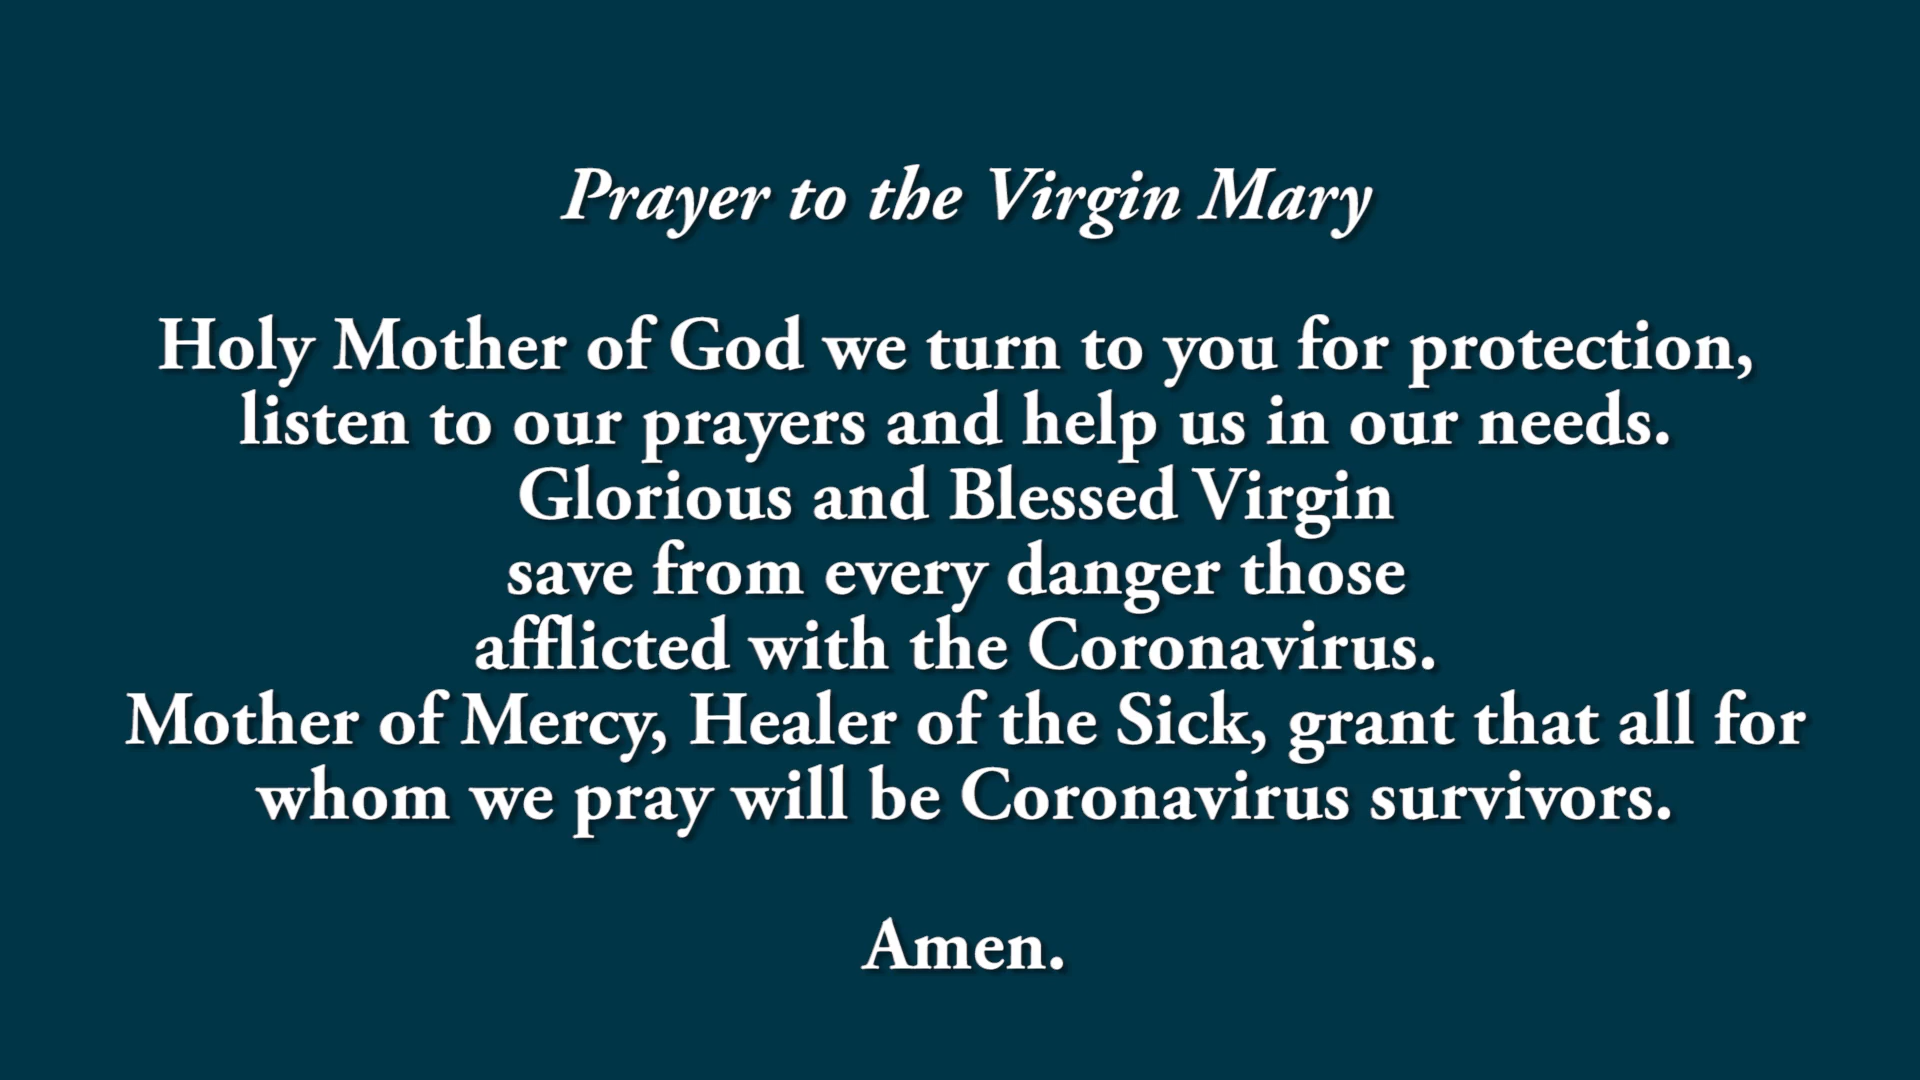 Prayer to the Virgin Mary
Holy Mother of God we turn to you for protection,
listen to our prayers and help us in our needs.
Glorious and Blessed Virgin
save from every danger those
afflicted with the Coronavirus.
Mother of Mercy, Healer of the Sick, grant that all for
whom we pray will be Coronavirus survivors.
Amen.